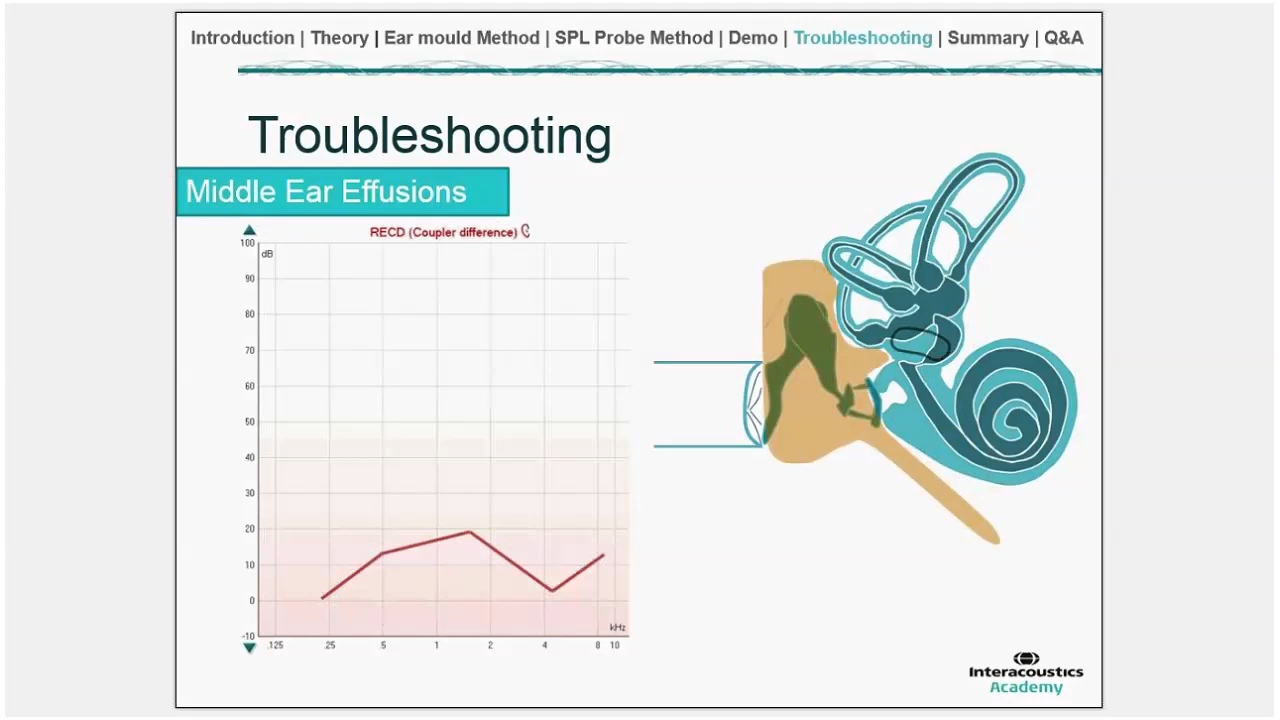 Introduction | Theory | Ear mould Method | SPL Probe Method | Demo | Troubleshooting | Summary | Q&A
Troubleshooting
Middle Ear Effusions
RECD (Coupler difference)
100
dB
90
80
70
60
50
40
30
20
10
0
-10
kHz
.125 .25 .5 1 2 4 8 10
Interacoustics
Academy